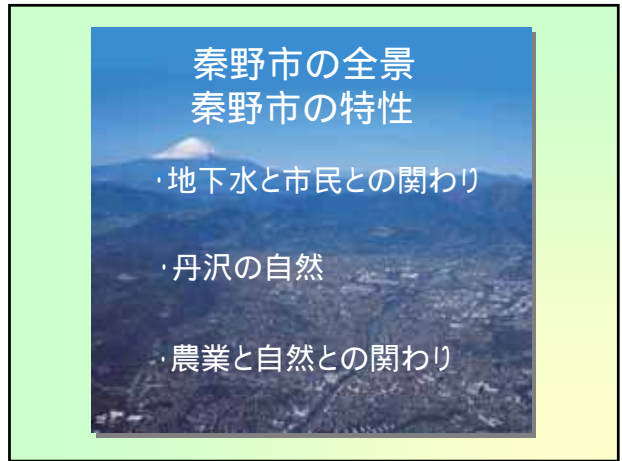 秦野市の全景
秦野市の特性
・地下水と市民との関わり
・丹沢の自然
・農業と自然との関わり